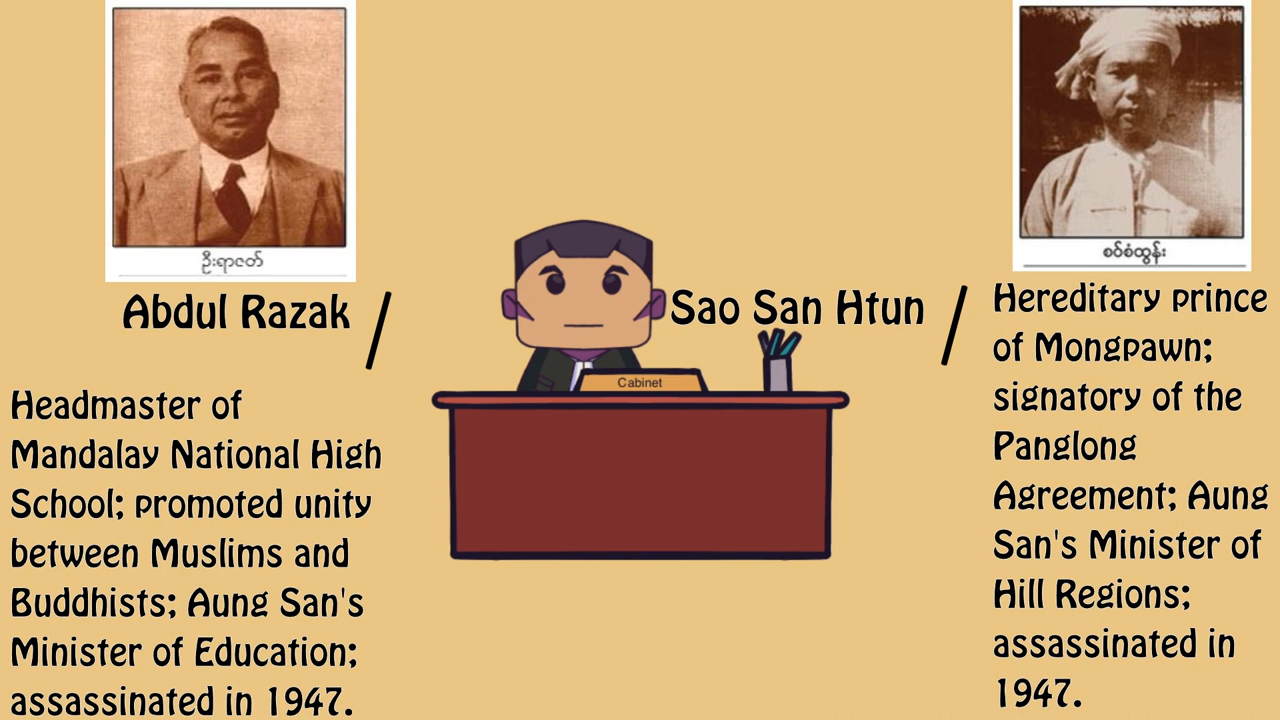 ဦးရာဇတ်
Abdul Razak /
Headmaster of
Mandalay National High
School; promoted unity
between Muslims and
Buddhists; Aung San's
Minister of Education;
assassinated in 1947.
Cabinet
စဝ်စံထွန်း
Sao San Htun /
Hereditary prince
of Mongpawn;
signatory of the
Panglong
Agreement; Aung
San's Minister of
Hill Regions;
assassinated in
1947.